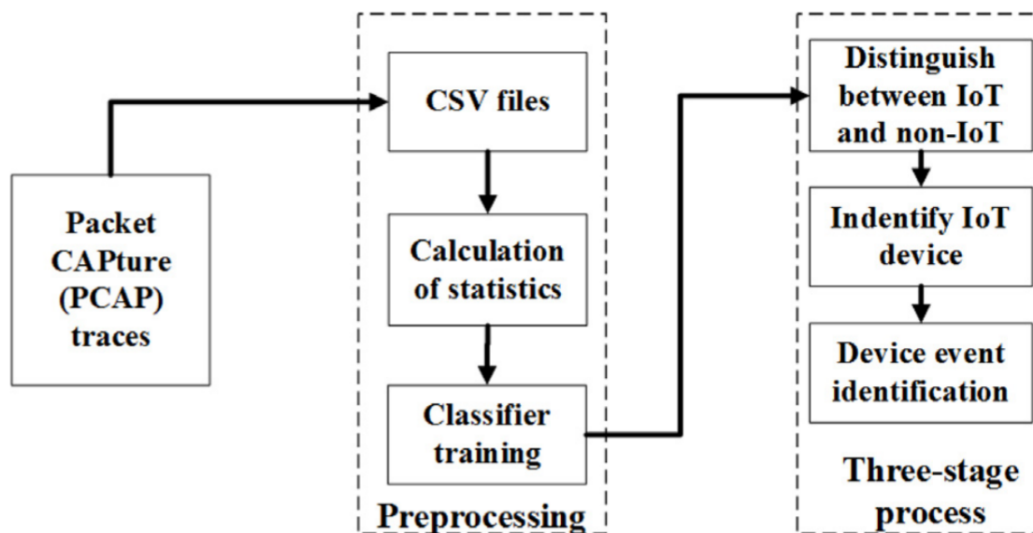 Packet
CAPture
(PCAP)
traces
CSV files
Calculation
of statistics
Classifier
training
Preprocessing
Distinguish
between IoT
and non-IoT
Indentify IoT
device
Device event
identification
Three-stage
process